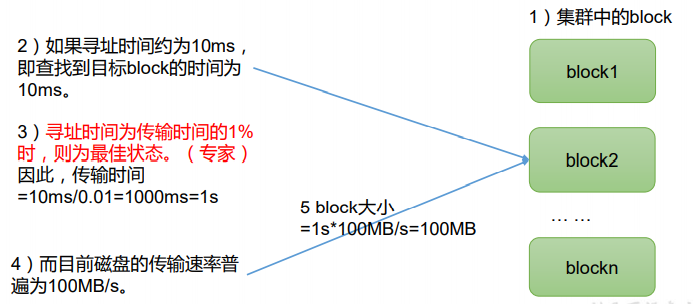 1）集群中的block
block1
2）如果寻址时间约为10ms，
即查找到目标block的时间为
10ms。
block2
3）寻址时间为传输时间的1%
时，则为最佳状态。（专家）
因此，传输时间
=10ms/0.01=1000ms=1s
5 block大小
=1s*100MB/s=100MB
... ...
4）而目前磁盘的传输速率普
遍为100MB/s。
blockn